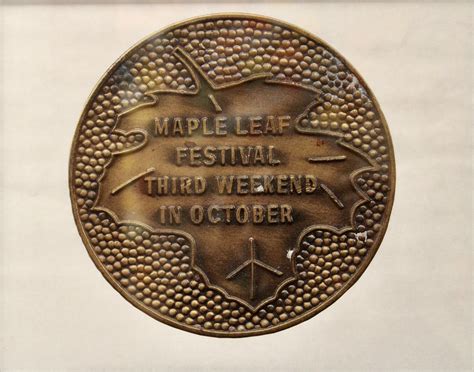 MAPLE LEAF
FESTIVAL
THIRD WEEKEND
IN OCTOBER